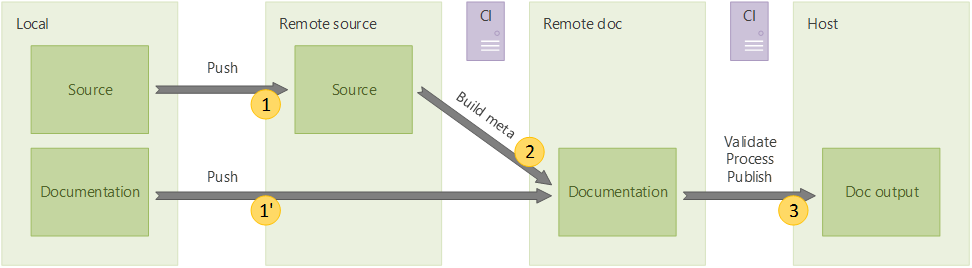 Local
Remote source
CI
Remote doc
CI
Host
Source
Push
1
Source
Build meta
2
Documentation
Push
1'
Documentation
Validate
Process
Publish
3
Doc output